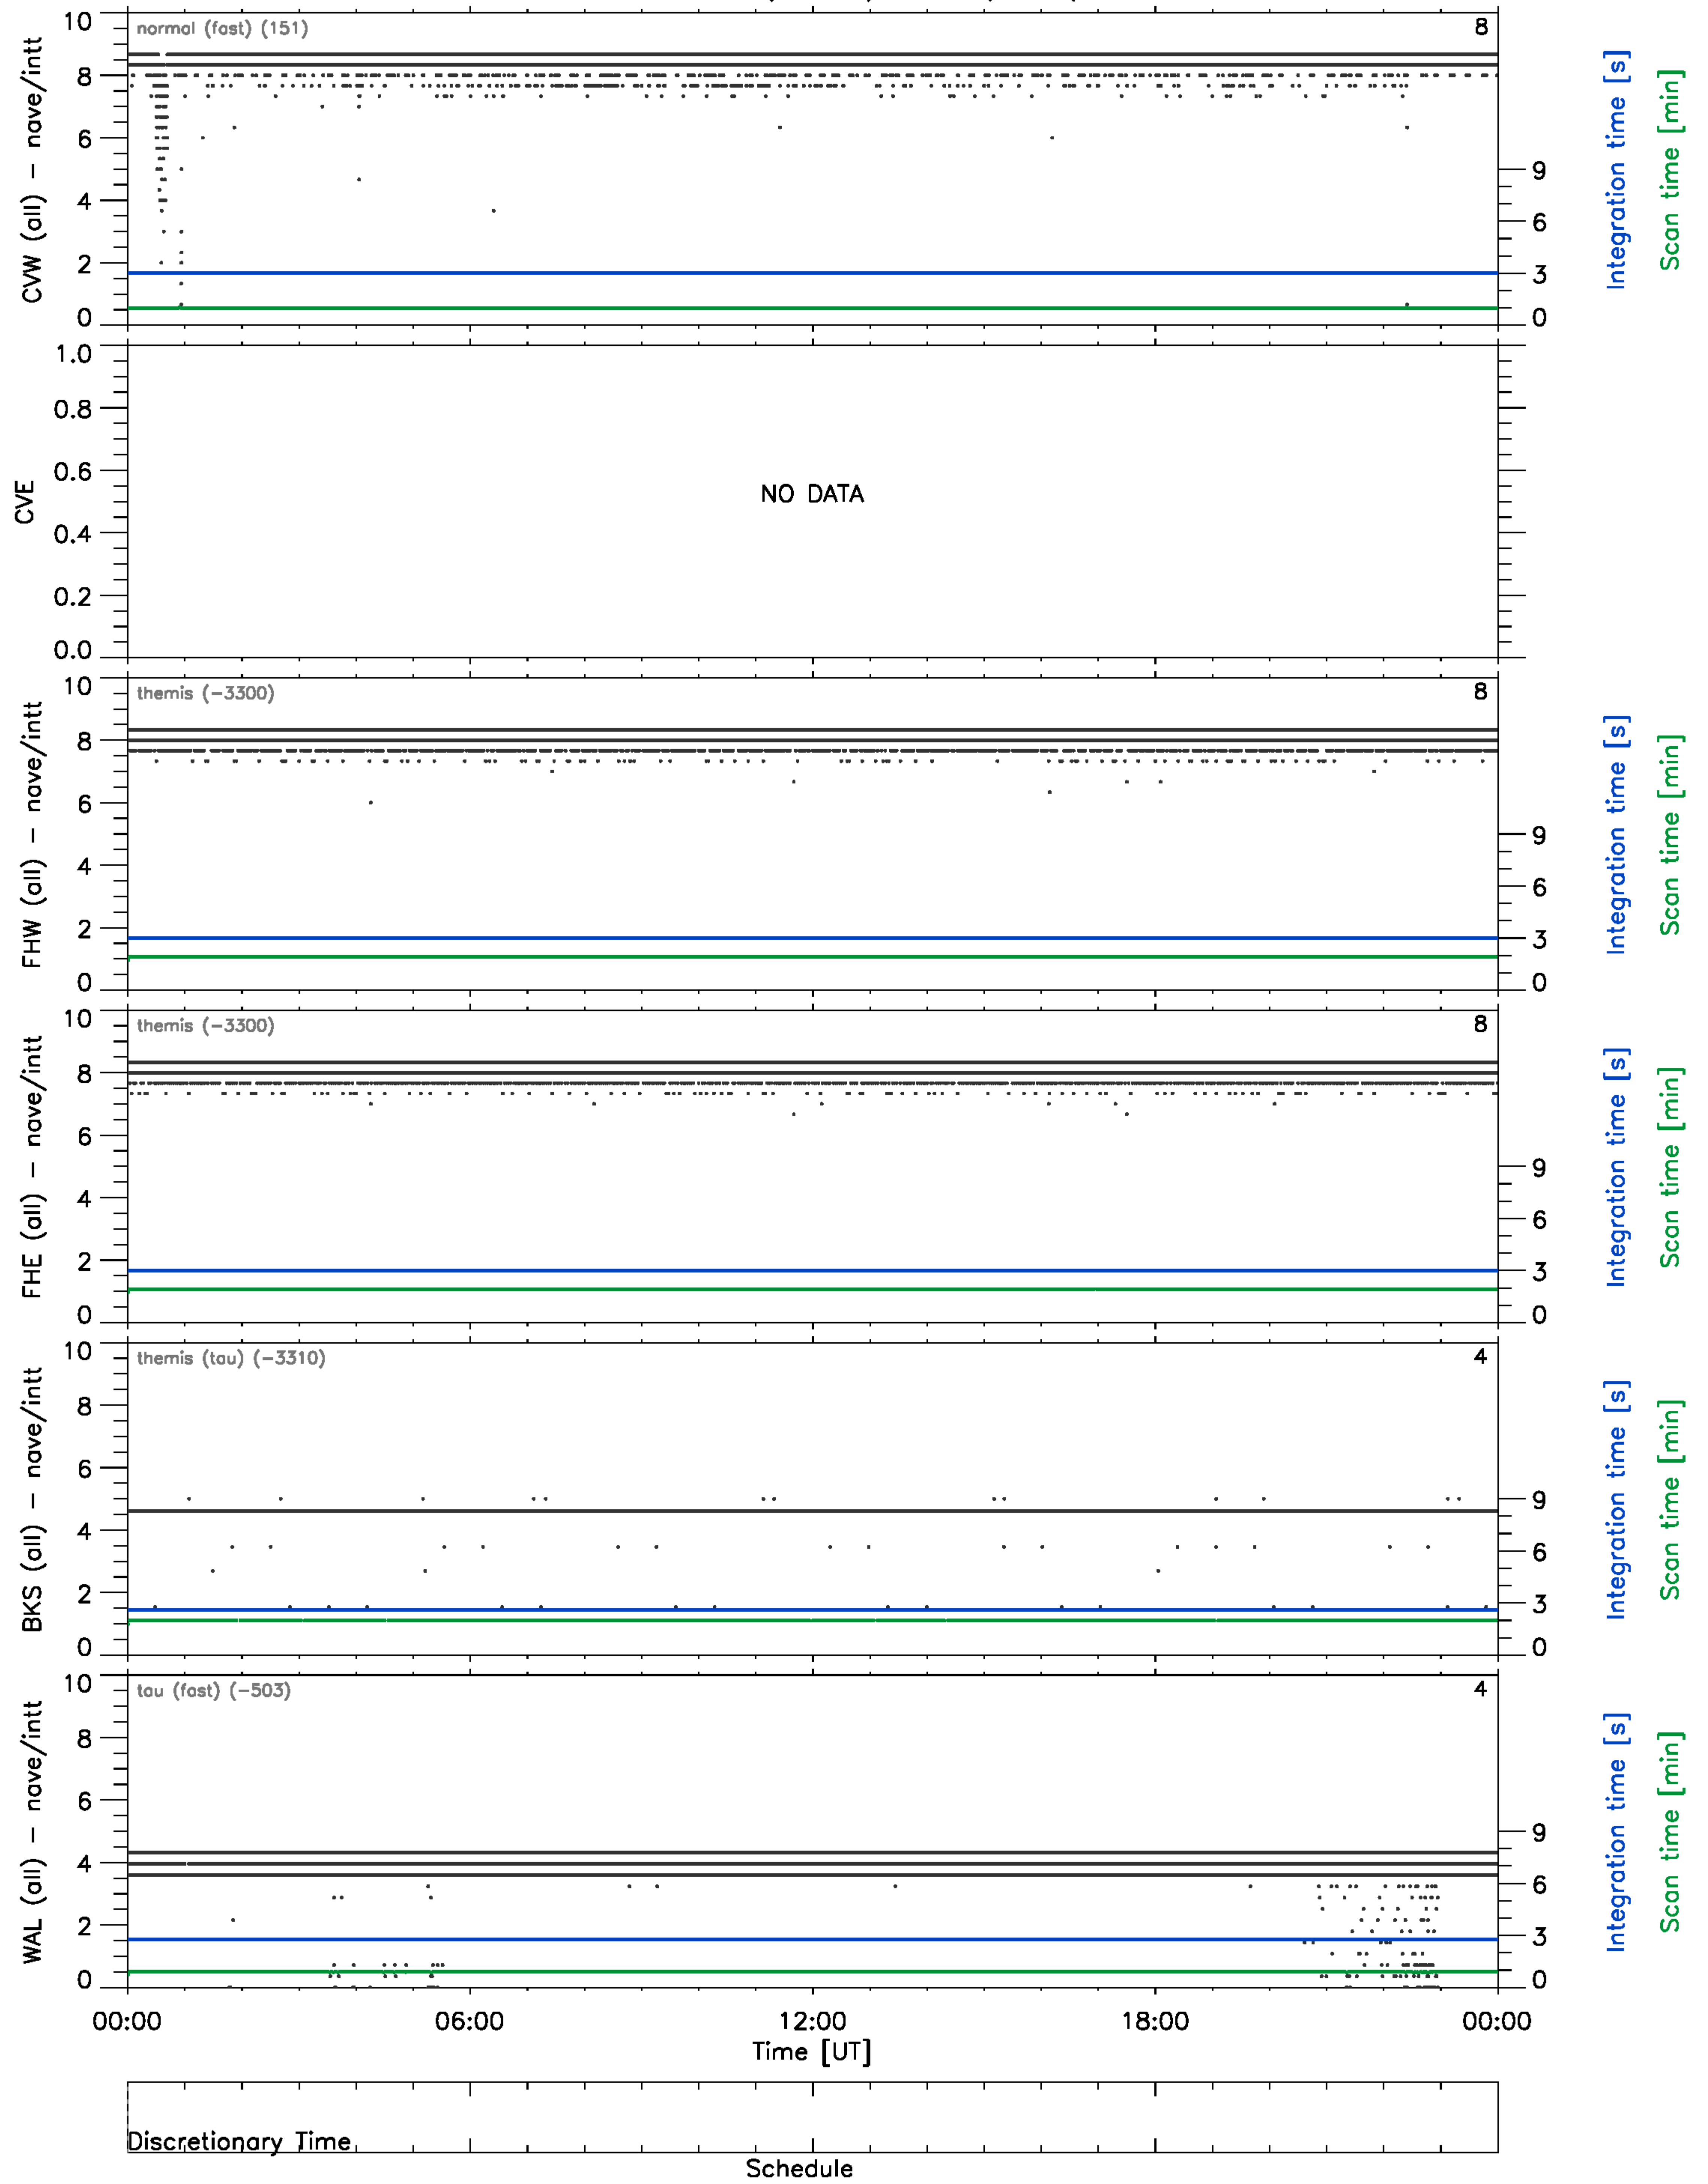 normal (fast) (151) 8
10
8
6
4
2
0
CVW (all) – nave/intt
9
6
3
0
Integration time [s]
Scan time [min]
1.0
0.8
0.6
0.4
0.2
0.0
CVE
NO DATA
themis (−3300) 8
10
8
6
4
2
0
FHW (all) – nave/intt
9
6
3
0
Integration time [s]
Scan time [min]
themis (−3300) 8
10
8
6
4
2
0
FHE (all) – nave/intt
9
6
3
0
Integration time [s]
Scan time [min]
themis (tau) (−3310) 4
10
8
6
4
2
0
BKS (all) – nave/intt
9
6
3
0
Integration time [s]
Scan time [min]
tau (fast) (−503) 4
10
8
6
4
2
0
WAL (all) – nave/intt
9
6
3
0
Integration time [s]
Scan time [min]
00:00 06:00 12:00 18:00 00:00
Time [UT]
Discretionary Time
Schedule